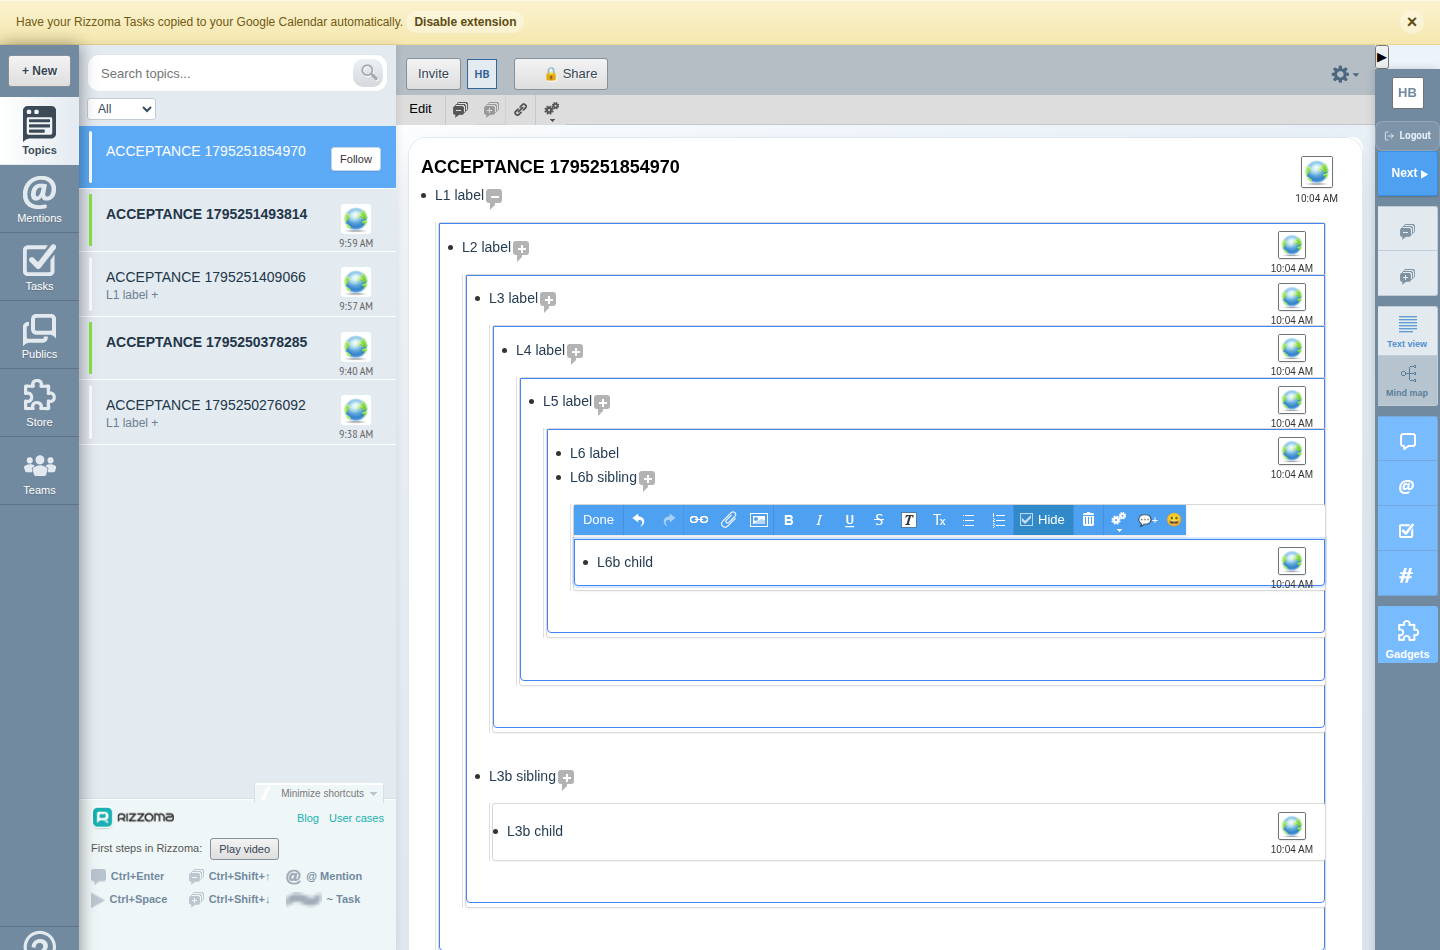 Have your Rizzoma Tasks copied to your Google Calendar automatically. Disable extension ×
+ New
Topics
Mentions
Tasks
Publics
Store
Teams
Search topics...
All
ACCEPTANCE 1795251854970
Follow
ACCEPTANCE 1795251493814
9:59 AM
ACCEPTANCE 1795251409066
L1 label +
9:57 AM
ACCEPTANCE 1795250378285
9:40 AM
ACCEPTANCE 1795250276092
L1 label +
9:38 AM
Minimize shortcuts
RIZZOMA
Blog User cases
First steps in Rizzoma: Play video
Ctrl+Enter Ctrl+Shift+↑ @ @ Mention
Ctrl+Space Ctrl+Shift+↓ ~ Task
Invite HB Share
Edit
ACCEPTANCE 1795251854970
10:04 AM
L1 label
L2 label
10:04 AM
L3 label
10:04 AM
L4 label
10:04 AM
L5 label
10:04 AM
L6 label
10:04 AM
L6b sibling
Done B I U S T Tx Hide
L6b child
10:04 AM
L3b sibling
L3b child
10:04 AM
HB
Logout
Next
Text view
Mind map
@
#
Gadgets